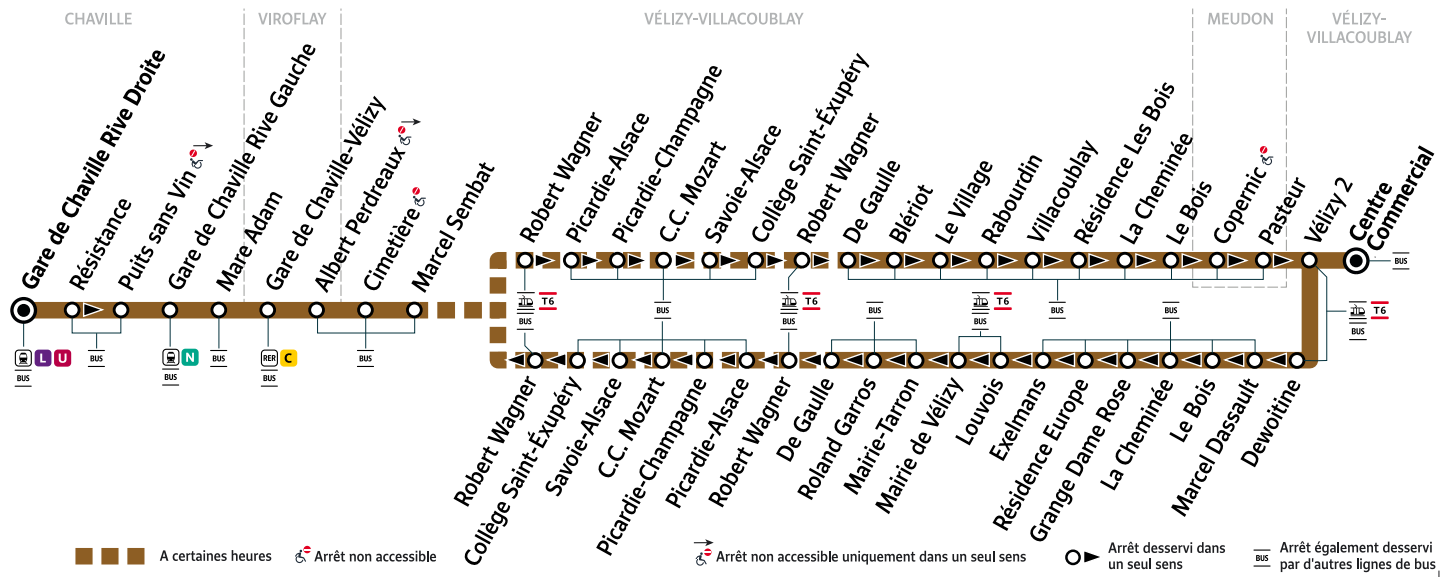 CHAVILLE
VIROFLAY
VÉLIZY-VILLACOUBLAY
MEUDON
VÉLIZY-
VILLACOUBLAY
Gare de Chaville Rive Droite
Résistance
Puits sans Vin
Gare de Chaville Rive Gauche
Mare Adam
Gare de Chaville-Vélizy
Albert Perdreaux
Cimetière
Marcel Sembat
Robert Wagner
Picardie-Alsace
Picardie-Champagne
C.C. Mozart
Savoie-Alsace
Collège Saint-Éxupéry
Robert Wagner
De Gaulle
Blériot
Le Village
Rabourdin
Villacoublay
Résidence Les Bois
La Cheminée
Le Bois
Copernic
Pasteur
Vélizy 2
Centre
Commercial
BUS
T6
BUS
BUS
T6
BUS
BUS
T6
BUS
BUS
BUS
T6
BUS
L U
BUS
BUS
N
BUS
BUS
RER C
BUS
BUS
Robert Wagner
Collège Saint-Éxupéry
Savoie-Alsace
C.C. Mozart
Picardie-Champagne
Picardie-Alsace
Robert Wagner
De Gaulle
Roland Garros
Mairie-Tarron
Mairie de Vélizy
Louvois
Exelmans
Résidence Europe
Grange Dame Rose
La Cheminée
Le Bois
Marcel Dassault
Dewoitine
A certaines heures
Arrêt non accessible
Arrêt non accessible uniquement dans un seul sens
Arrêt desservi dans
un seul sens
BUS
Arrêt également desservi
par d'autres lignes de bus